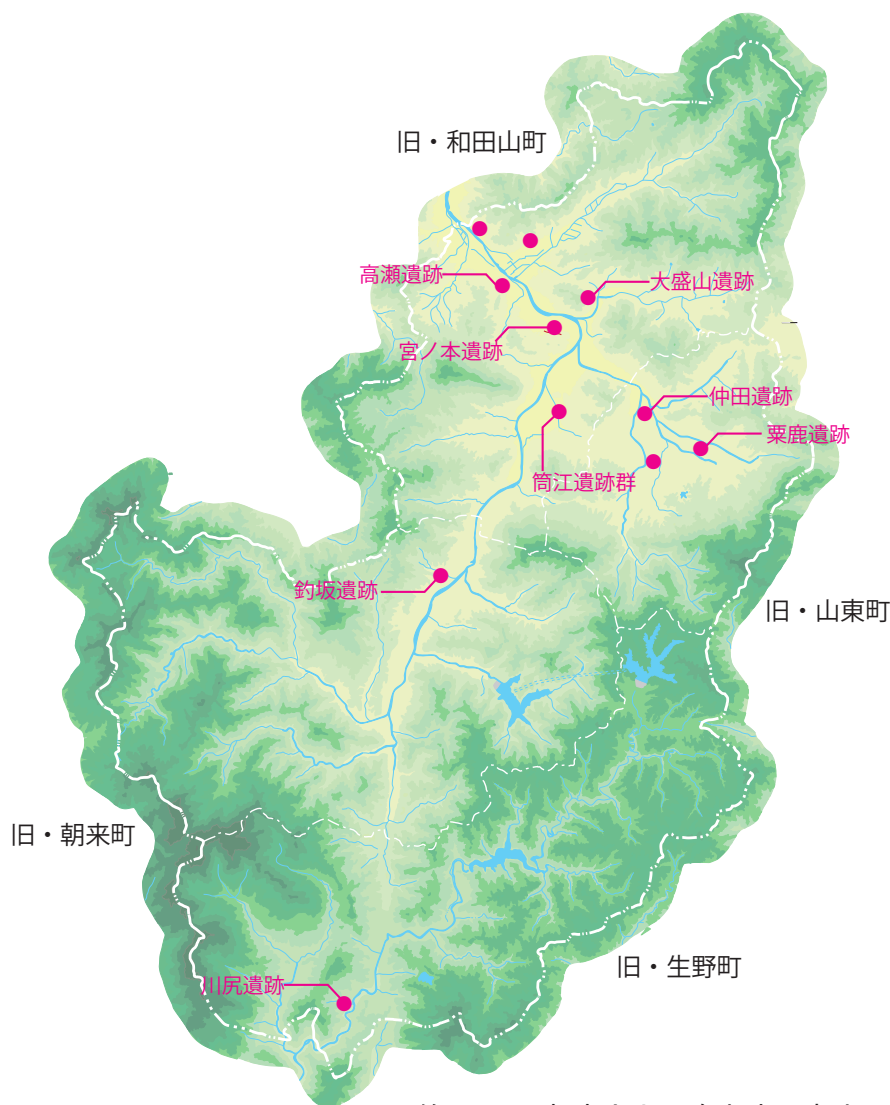 旧・和田山町
高瀬遺跡
大盛山遺跡
宮ノ本遺跡
仲田遺跡
粟鹿遺跡
筒江遺跡群
釣坂遺跡
旧・山東町
旧・朝来町
旧・生野町
川尻遺跡